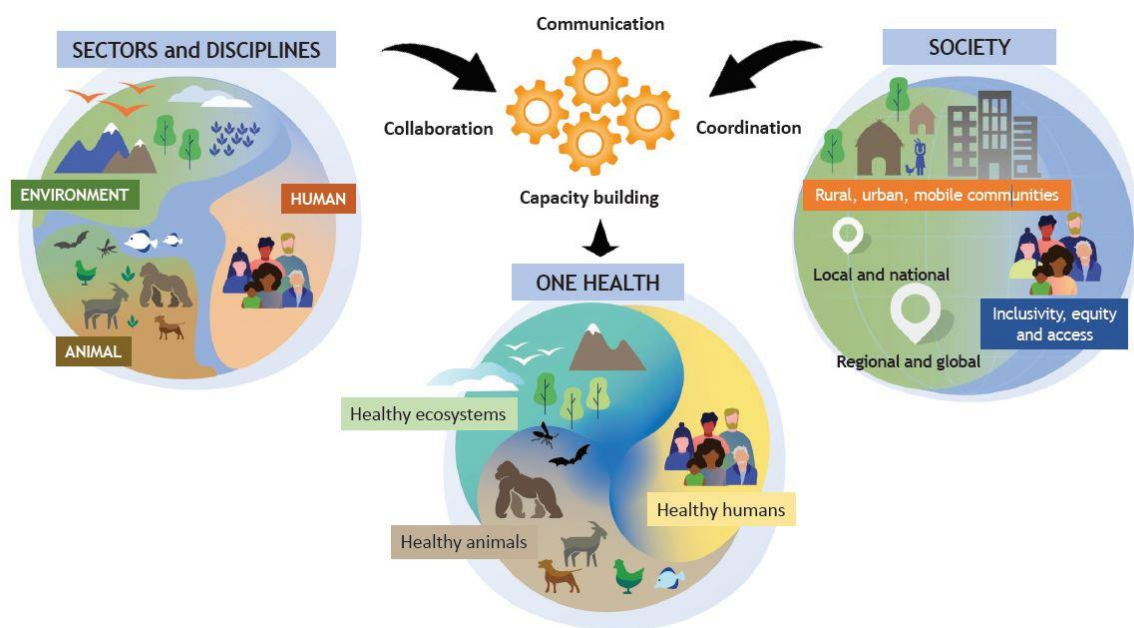 Communication
SECTORS and DISCIPLINES
SOCIETY
Collaboration
Coordination
ENVIRONMENT
HUMAN
Capacity building
Rural, urban, mobile communities
Local and national
ONE HEALTH
Inclusivity, equity
and access
ANIMAL
Regional and global
Healthy ecosystems
Healthy humans
Healthy animals